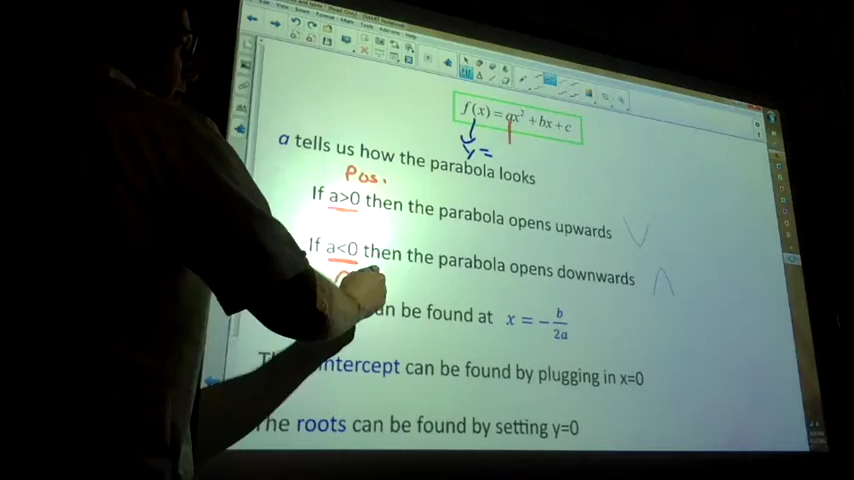 f(x) = ax² + bx + c
y =
a tells us how the parabola looks
Pos.
If a>0 then the parabola opens upwards
If a<0 then the parabola opens downwards
can be found at x = - b/2a
intercept can be found by plugging in x=0
The roots can be found by setting y=0